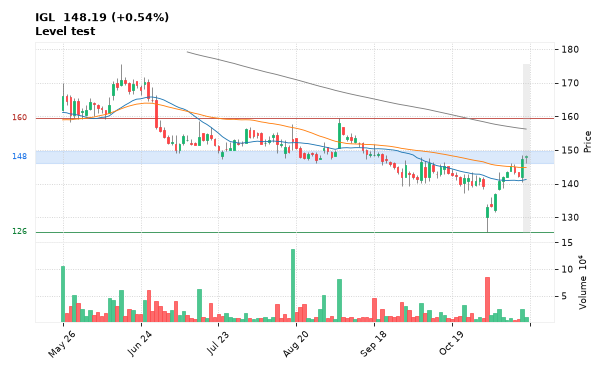 IGL 148.19 (+0.54%)
Level test
180
170
160
160
150
148
140
130
126
Price
15
10
5
Volume 10⁴
May 26
Jun 24
Jul 23
Aug 20
Sep 18
Oct 19